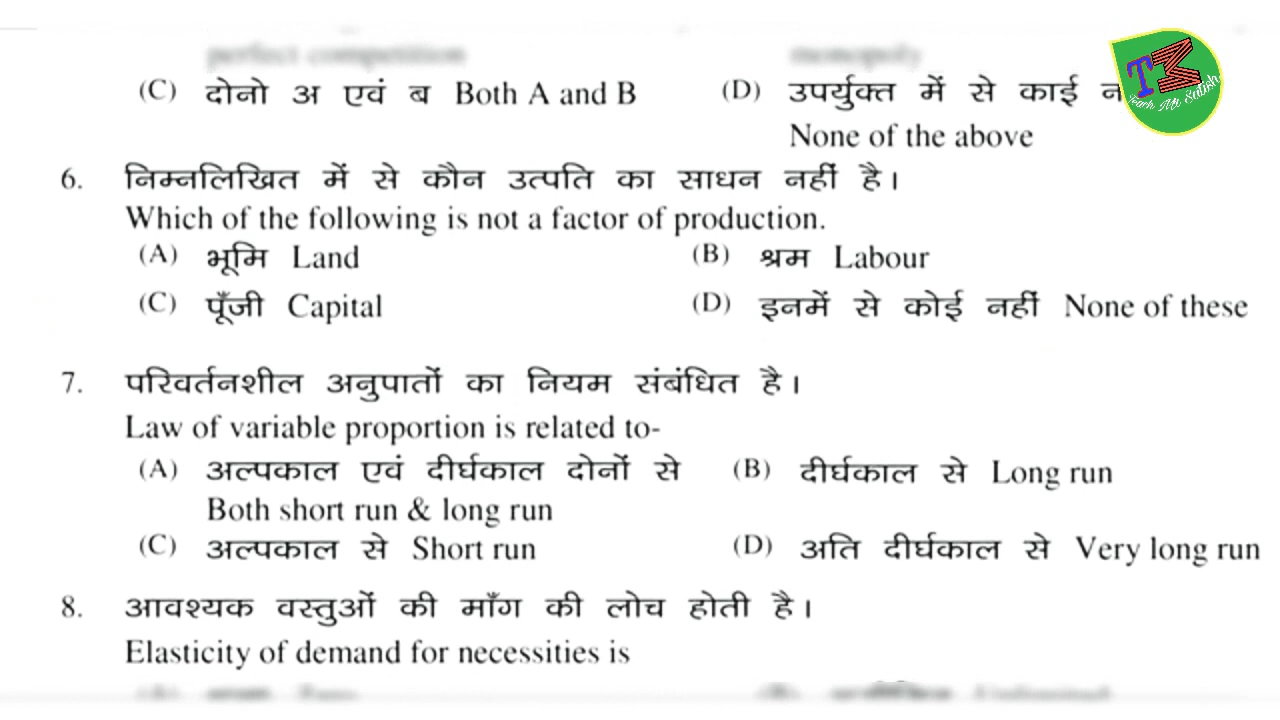 perfect competition monopoly
(C) दोनो अ एवं ब Both A and B (D) उपर्युक्त में से काई
None of the above
6. निम्नलिखित में से कौन उत्पति का साधन नहीं है।
Which of the following is not a factor of production.
(A) भूमि Land (B) श्रम Labour
(C) पूँजी Capital (D) इनमें से कोई नहीं None of these
7. परिवर्तनशील अनुपातों का नियम संबंधित है।
Law of variable proportion is related to-
(A) अल्पकाल एवं दीर्घकाल दोनों से (B) दीर्घकाल से Long run
Both short run & long run
(C) अल्पकाल से Short run (D) अति दीर्घकाल से Very long run
8. आवश्यक वस्तुओं की माँग की लोच होती है।
Elasticity of demand for necessities is